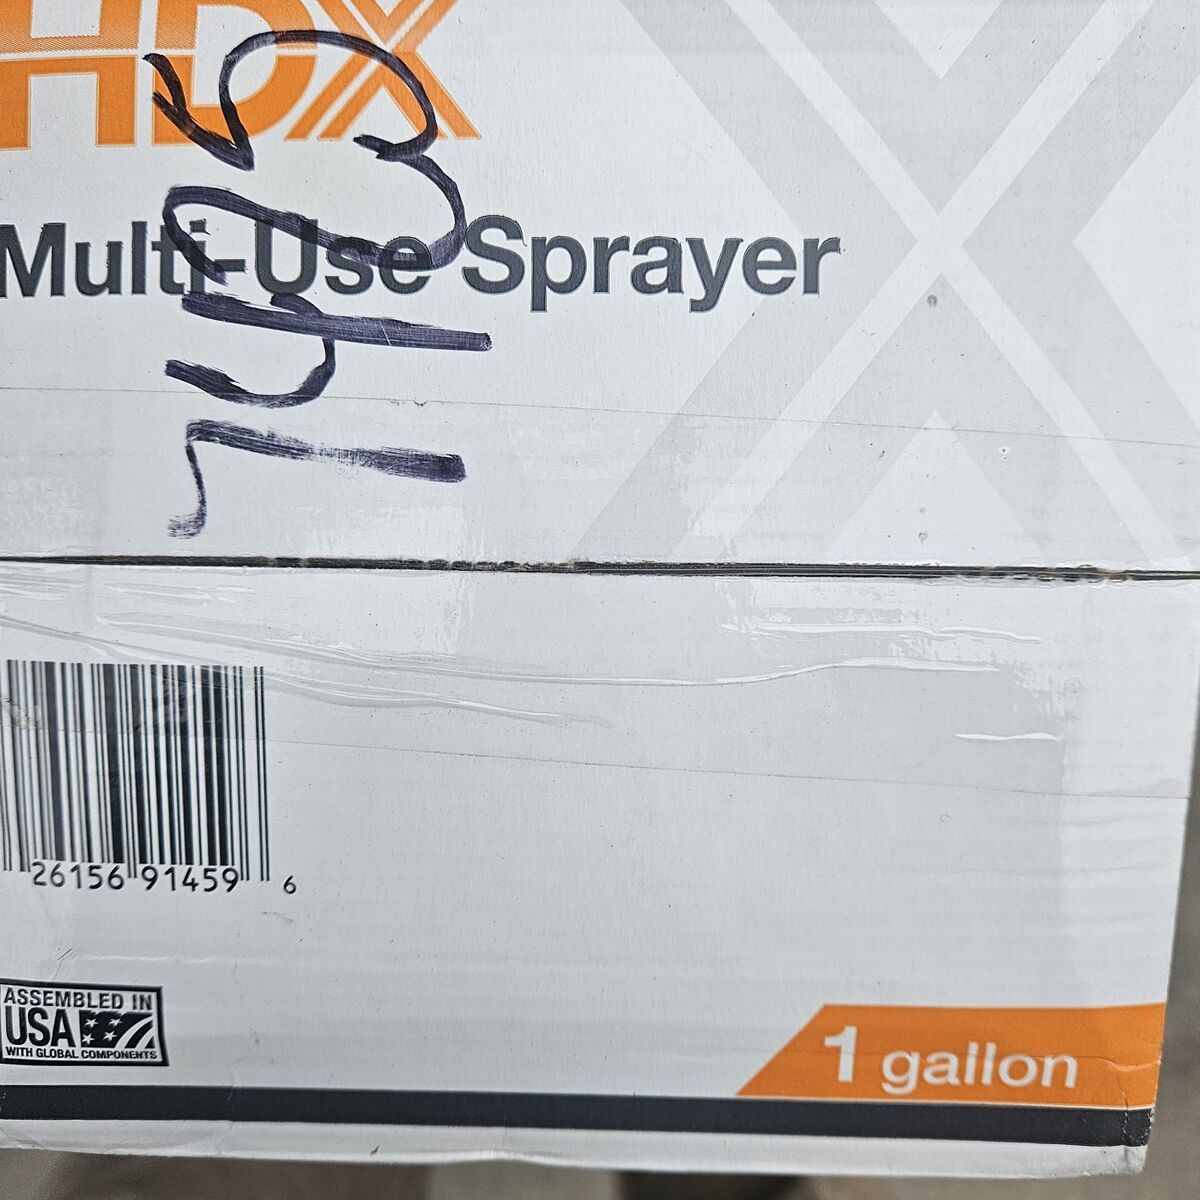 HDX
Multi-Use Sprayer
26156 91459 6
ASSEMBLED IN
USA
WITH GLOBAL COMPONENTS
1 gallon